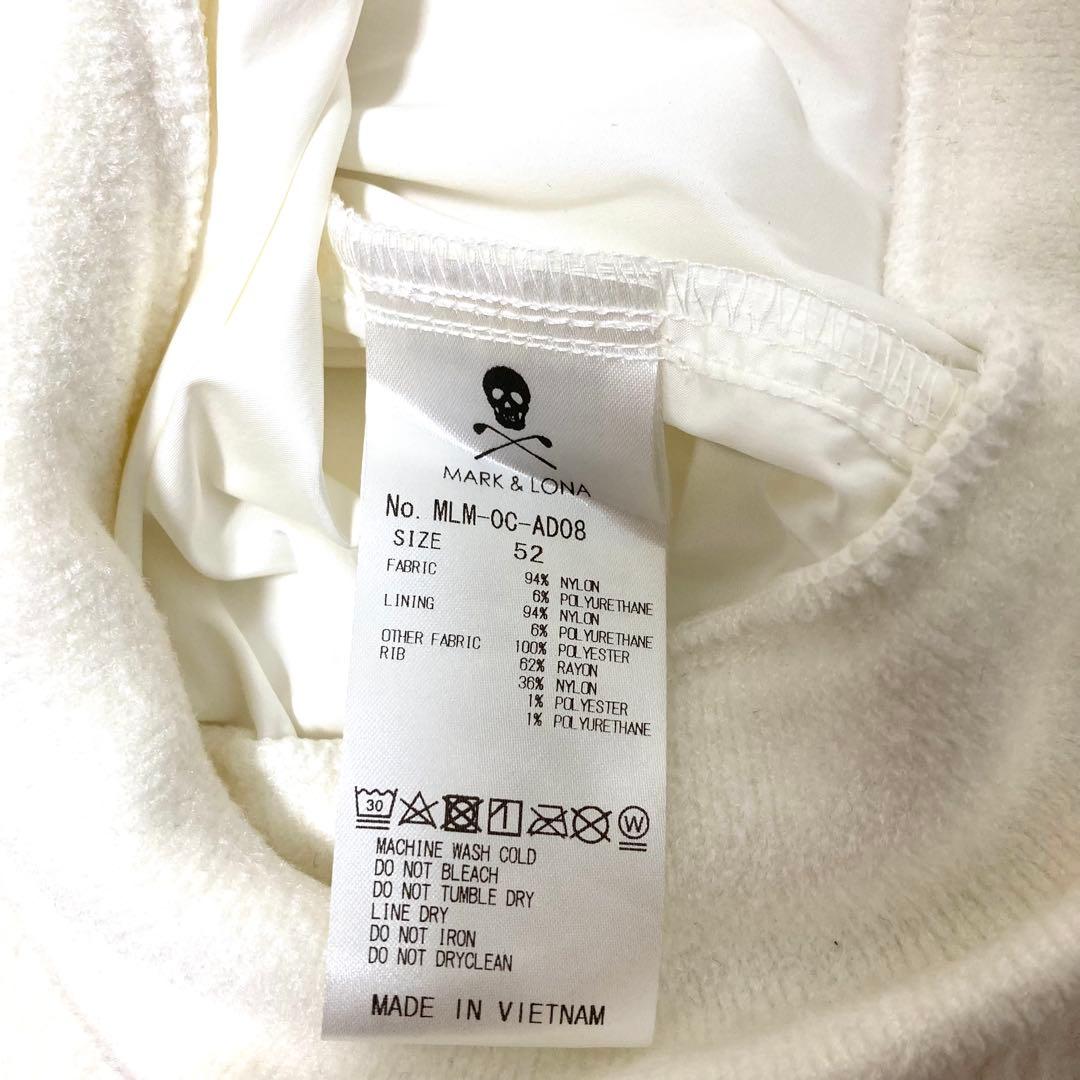 MARK & LONA
No. MLM-OC-AD08
SIZE 52
FABRIC 94% NYLON
6% POLYURETHANE
LINING 94% NYLON
6% POLYURETHANE
OTHER FABRIC 100% POLYESTER
RIB 62% RAYON
36% NYLON
1% POLYESTER
1% POLYURETHANE
30 W
MACHINE WASH COLD
DO NOT BLEACH
DO NOT TUMBLE DRY
LINE DRY
DO NOT IRON
DO NOT DRYCLEAN
MADE IN VIETNAM